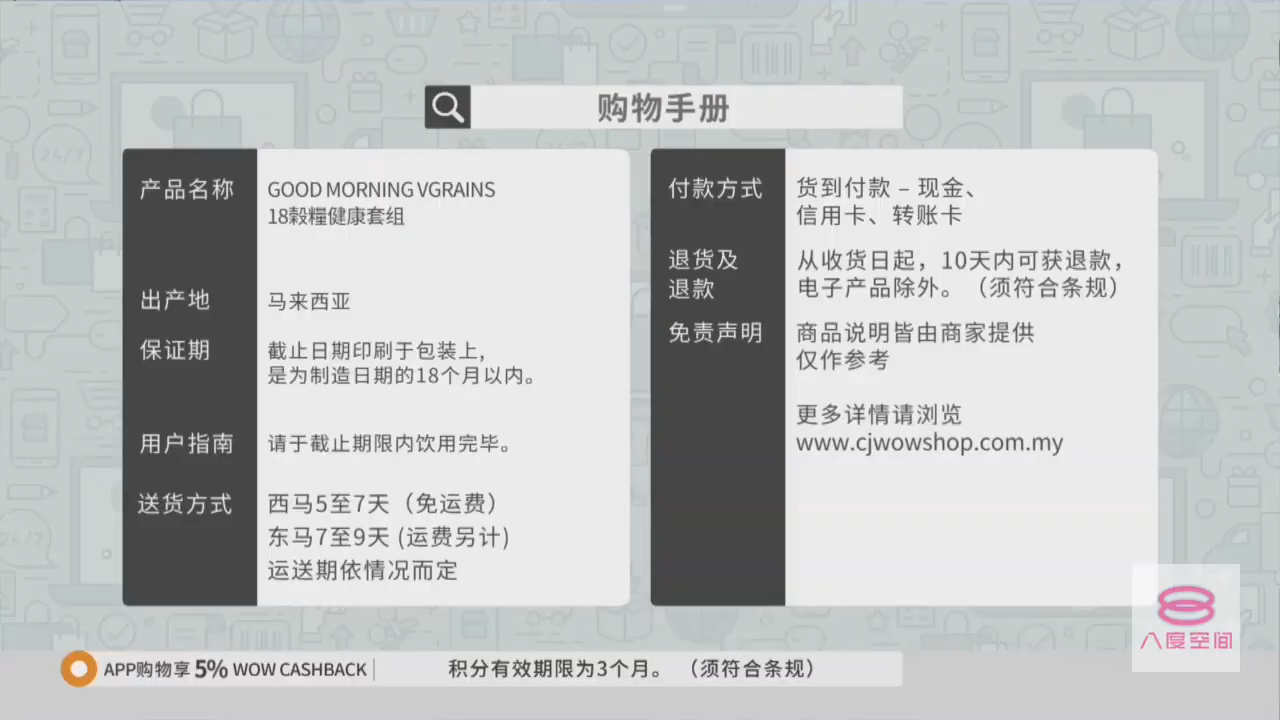 购物手册
产品名称
GOOD MORNING VGRAINS
18榖糧健康套组
出产地
马来西亚
保证期
截止日期印刷于包装上,
是为制造日期的18个月以内。
用户指南
请于截止期限内饮用完毕。
送货方式
西马5至7天（免运费）
东马7至9天 (运费另计)
运送期依情况而定
付款方式
货到付款 – 现金、
信用卡、转账卡
退货及
退款
从收货日起，10天内可获退款，
电子产品除外。（须符合条规）
免责声明
商品说明皆由商家提供
仅作参考
更多详情请浏览
www.cjwowshop.com.my
APP购物享 5% WOW CASHBACK
积分有效期限为3个月。（须符合条规）
八度空间
24/7
24/7